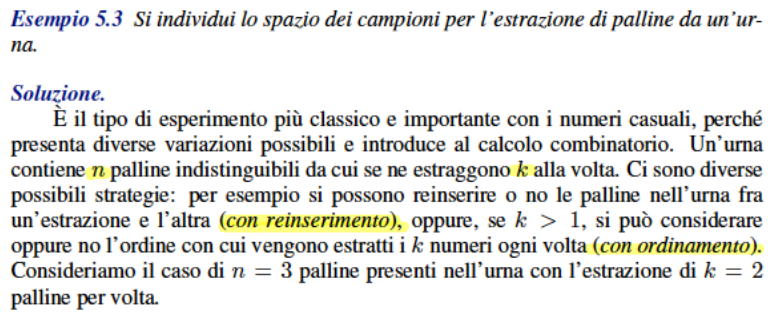 Esempio 5.3 Si individui lo spazio dei campioni per l'estrazione di palline da un'ur-
na.
Soluzione.
È il tipo di esperimento più classico e importante con i numeri casuali, perché
presenta diverse variazioni possibili e introduce al calcolo combinatorio. Un'urna
contiene n palline indistinguibili da cui se ne estraggono k alla volta. Ci sono diverse
possibili strategie: per esempio si possono reinserire o no le palline nell'urna fra
un'estrazione e l'altra (con reinserimento), oppure, se k > 1, si può considerare
oppure no l'ordine con cui vengono estratti i k numeri ogni volta (con ordinamento).
Consideriamo il caso di n = 3 palline presenti nell'urna con l'estrazione di k = 2
palline per volta.